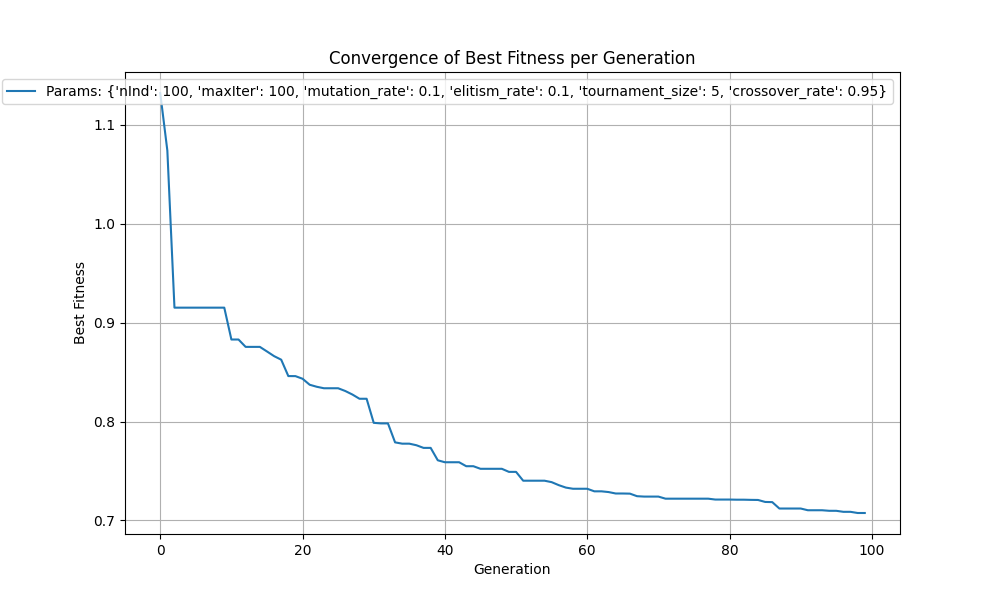 Convergence of Best Fitness per Generation
Params: {'nInd': 100, 'maxIter': 100, 'mutation_rate': 0.1, 'elitism_rate': 0.1, 'tournament_size': 5, 'crossover_rate': 0.95}
1.1
1.0
0.9
0.8
0.7
Best Fitness
0 20 40 60 80 100
Generation